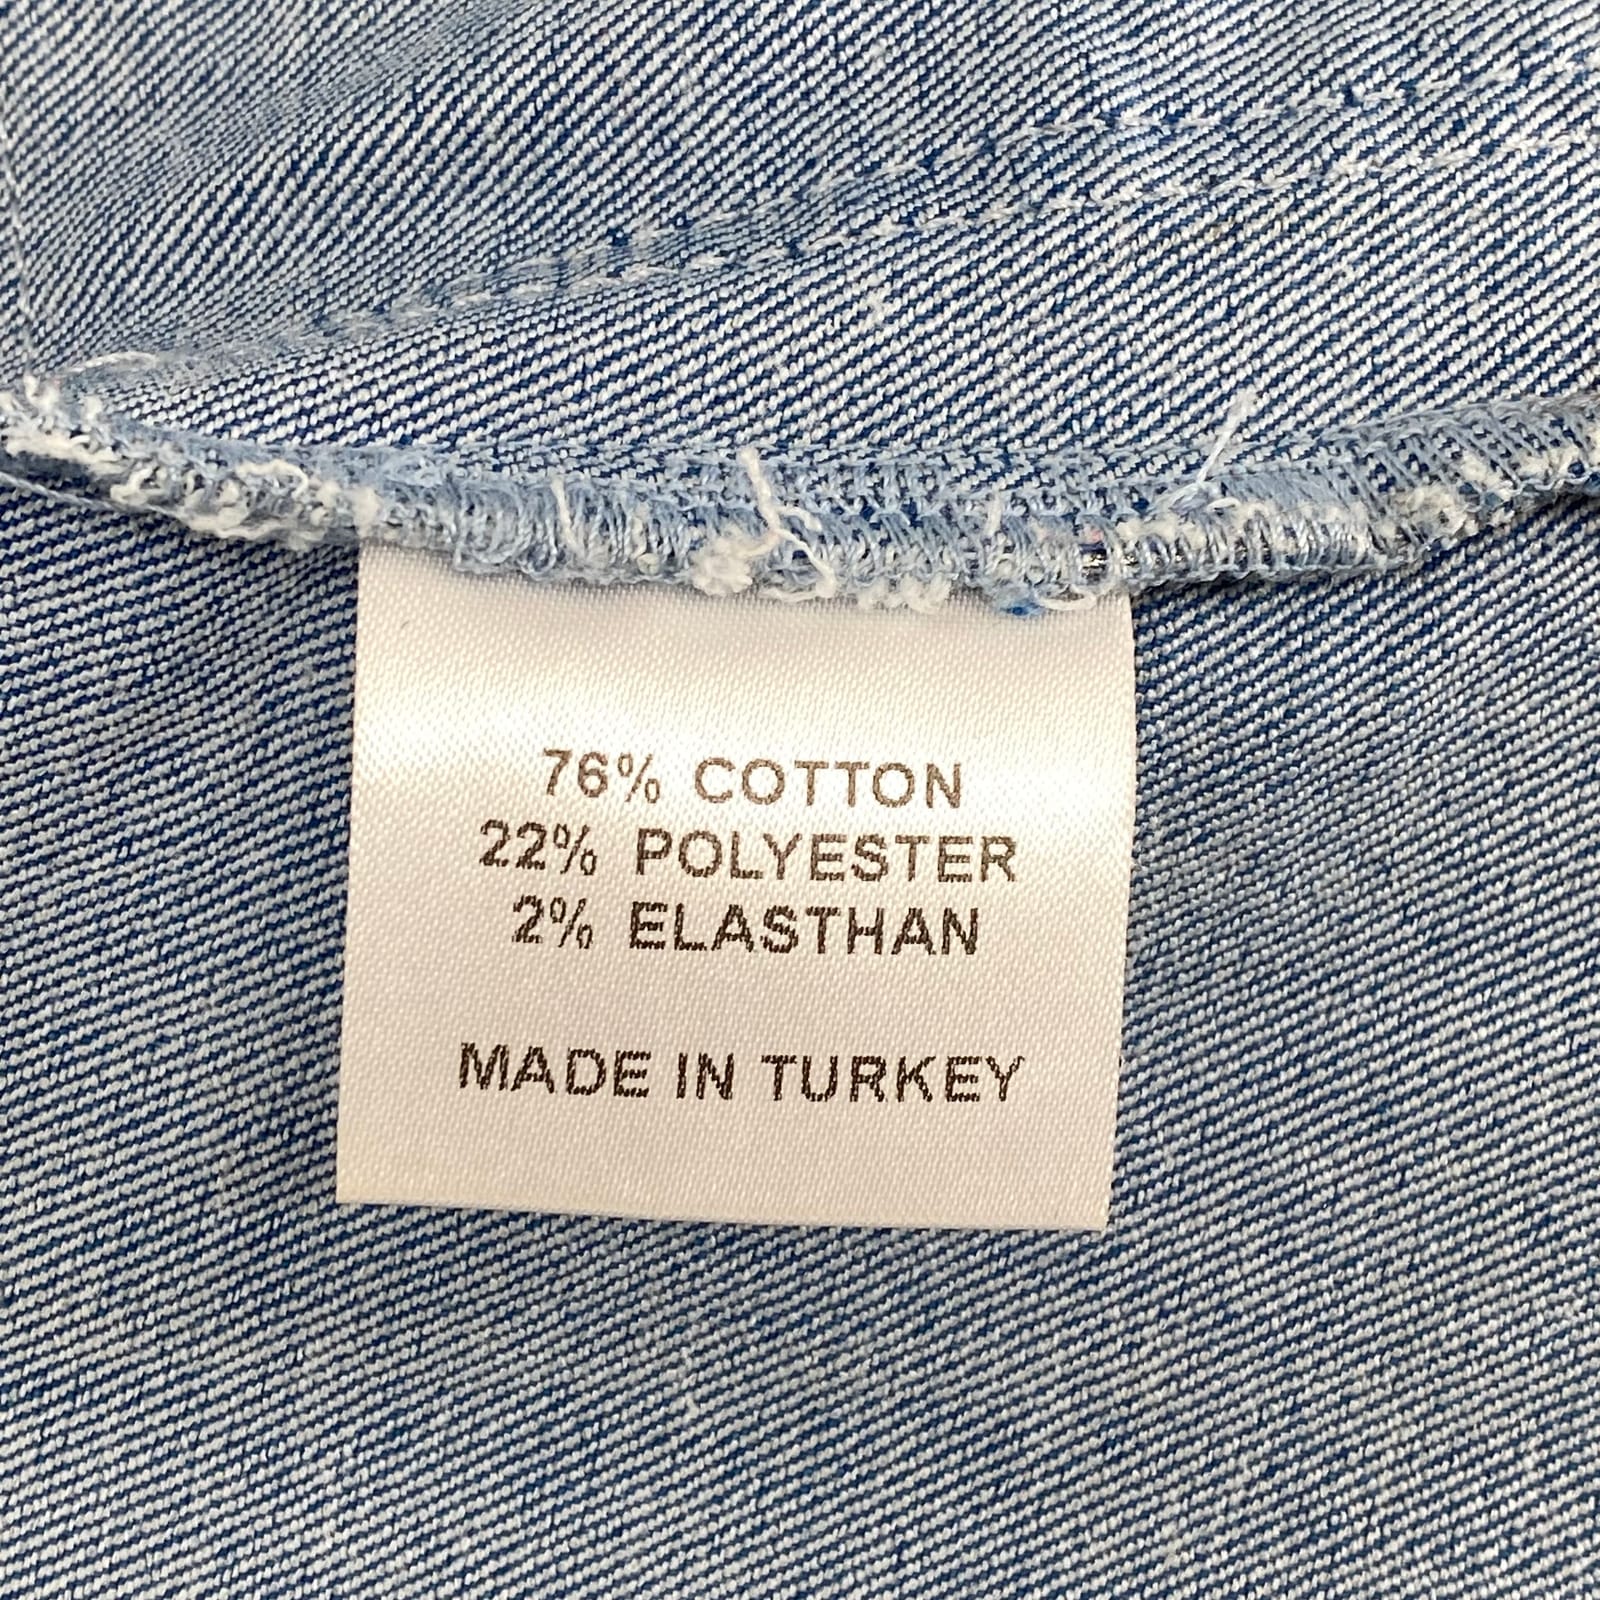 76% COTTON
22% POLYESTER
2% ELASTHAN
MADE IN TURKEY